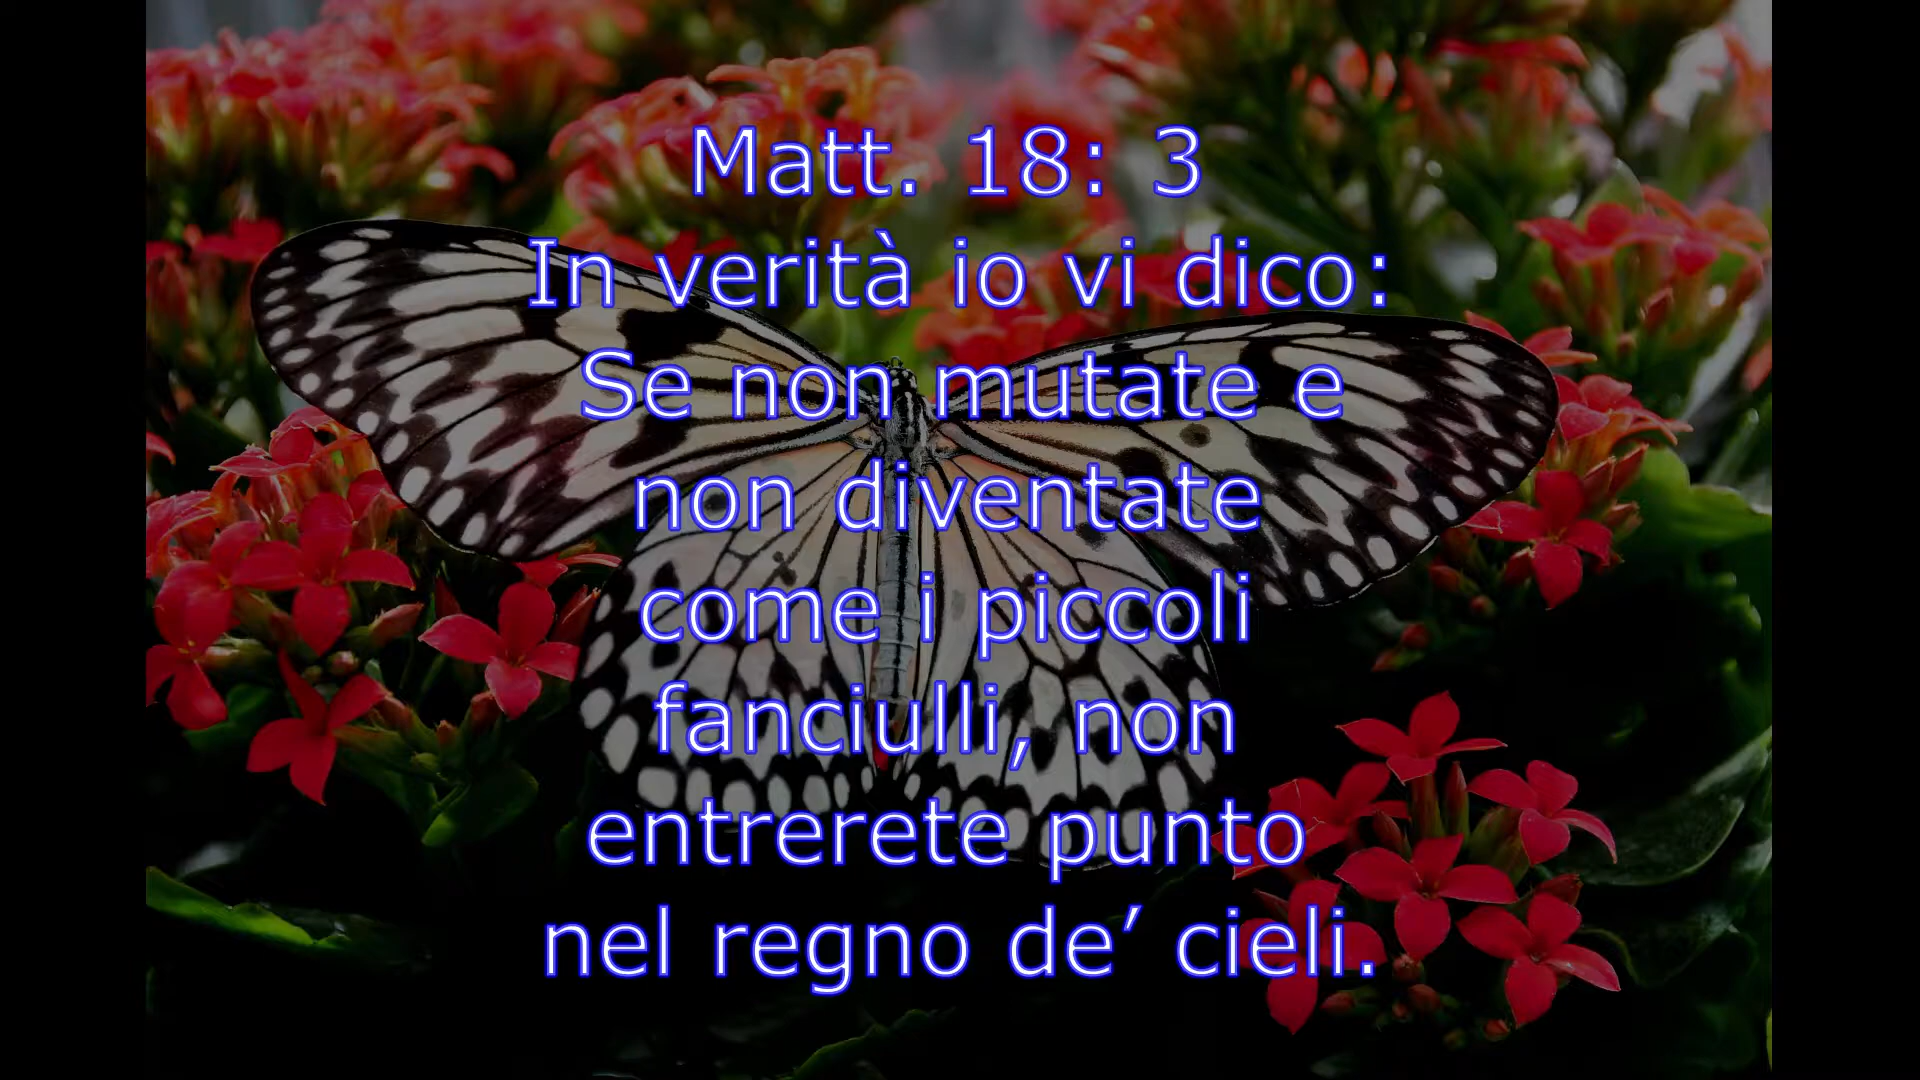 Matt. 18: 3
In verità io vi dico:
Se non mutate e
non diventate
come i piccoli
fanciulli, non
entrerete punto
nel regno de’ cieli.